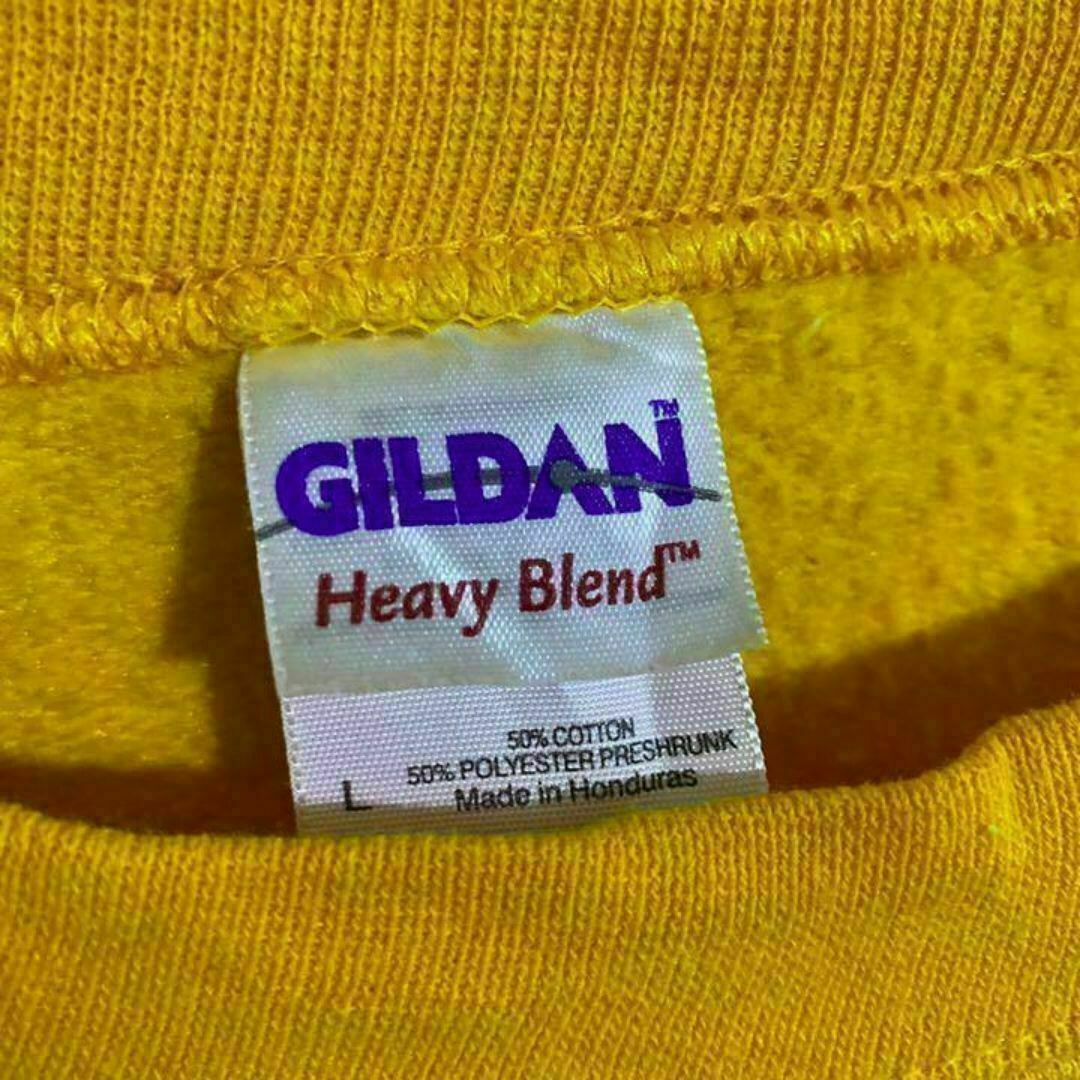 GILDAN™
Heavy Blend™
50% COTTON
50% POLYESTER PRESHRUNK
L Made in Honduras